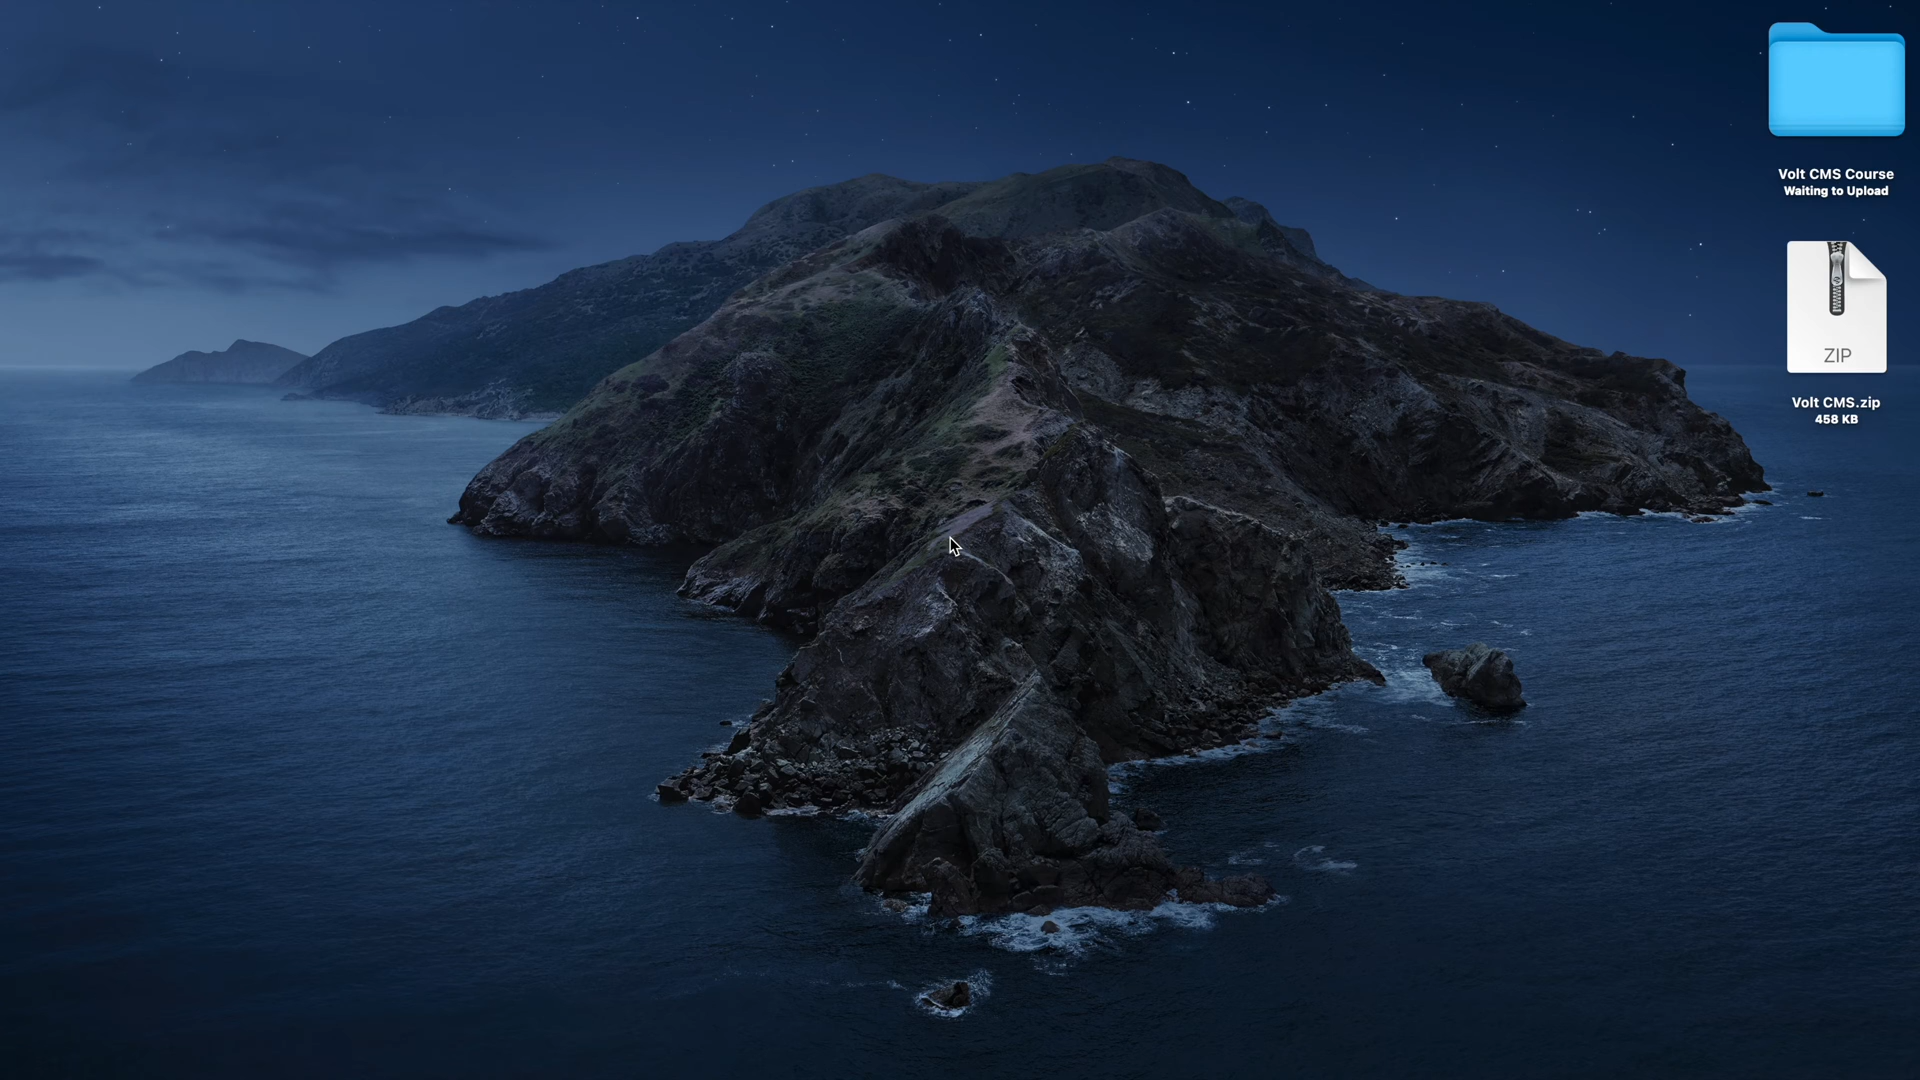 Volt CMS Course
Waiting to Upload
ZIP
Volt CMS.zip
458 KB